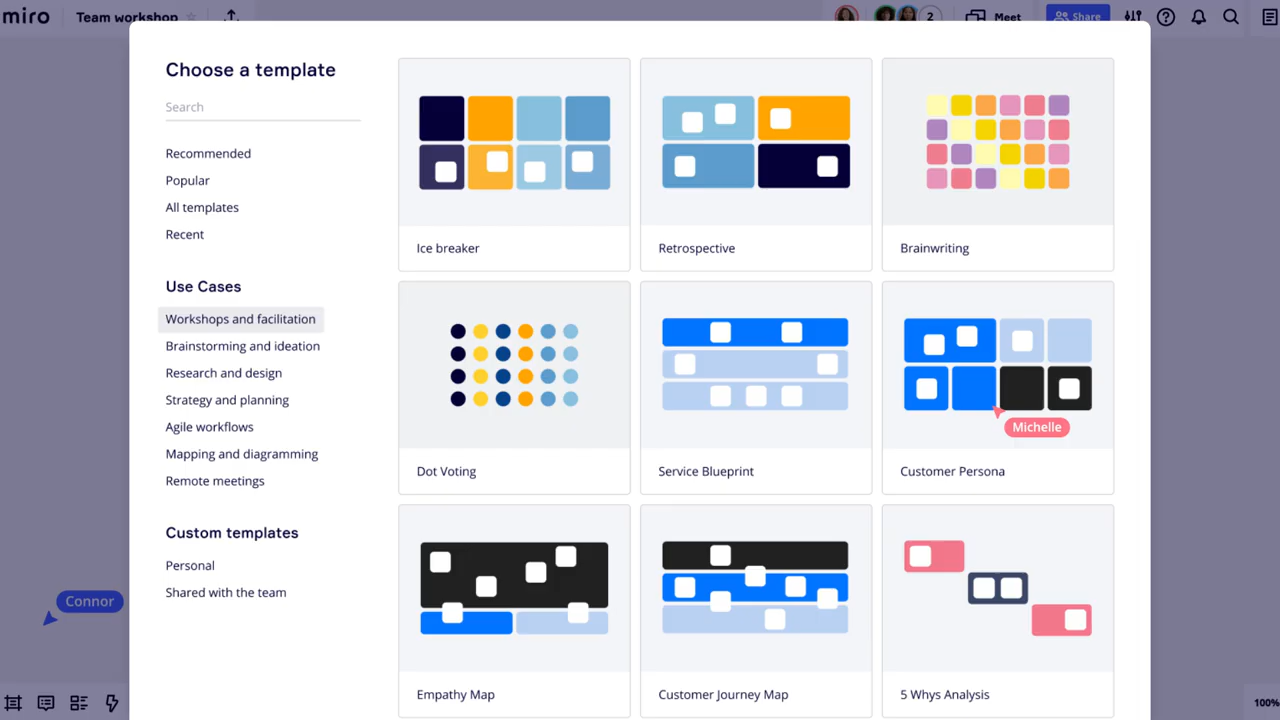 miro
Team workshop
2
Meet
Share
Choose a template
Search
Recommended
Popular
All templates
Recent
Use Cases
Workshops and facilitation
Brainstorming and ideation
Research and design
Strategy and planning
Agile workflows
Mapping and diagramming
Remote meetings
Custom templates
Personal
Shared with the team
Ice breaker
Retrospective
Brainwriting
Dot Voting
Service Blueprint
Michelle
Customer Persona
Empathy Map
Customer Journey Map
5 Whys Analysis
Connor
100%